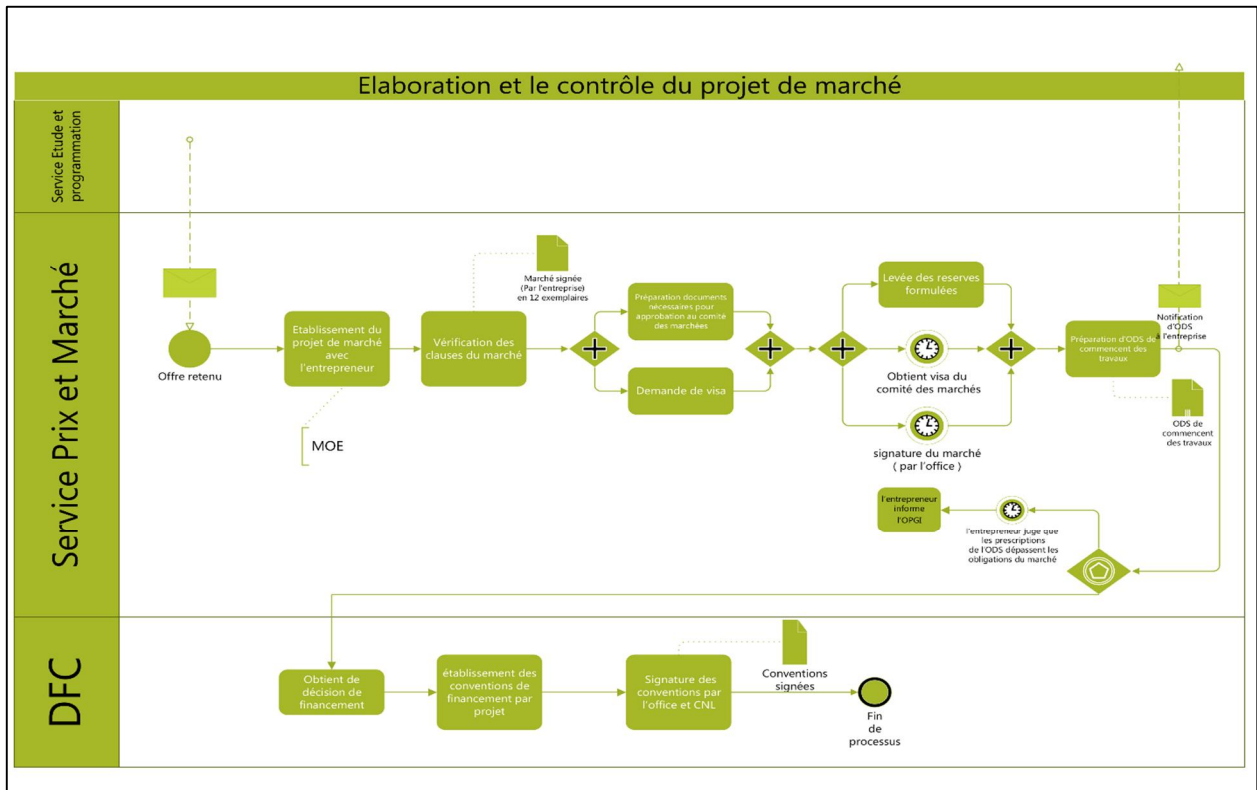 Elaboration et le contrôle du projet de marché
Service Etude et
programmation
Service Prix et Marché
Marché signée
(Par l'entreprise)
en 12 exemplaires
Offre retenu
Etablissement du
projet de marché
avec
l'entrepreneur
MOE
Vérification des
clauses du marché
Préparation documents
nécessaires pour
approbation au comité
des marchées
Demande de visa
Levée des reserves
formulées
Obtient visa du
comité des marchés
signature du marché
( par l'office )
Préparation d'ODS de
commencent des
travaux
Notification
d'ODS
à l'entreprise
ODS de
commencent
des travaux
l'entrepreneur
informe
l'OPGI
l'entrepreneur juge que
les prescriptions
de l'ODS dépassent les
obligations du marché
DFC
Obtient de
décision de
financement
établissement des
conventions de
financement par
projet
Signature des
conventions par
l'office et CNL
Conventions
signées
Fin
de
processus